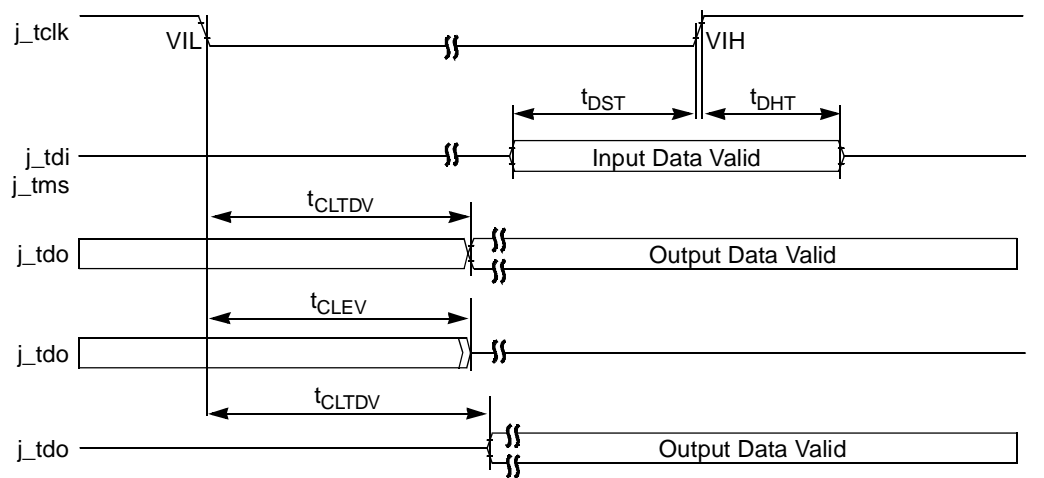 j_tclk
VIL
VIH
tDST
tDHT
j_tdi
j_tms
Input Data Valid
tCLTDV
j_tdo
Output Data Valid
tCLEV
j_tdo
tCLTDV
j_tdo
Output Data Valid